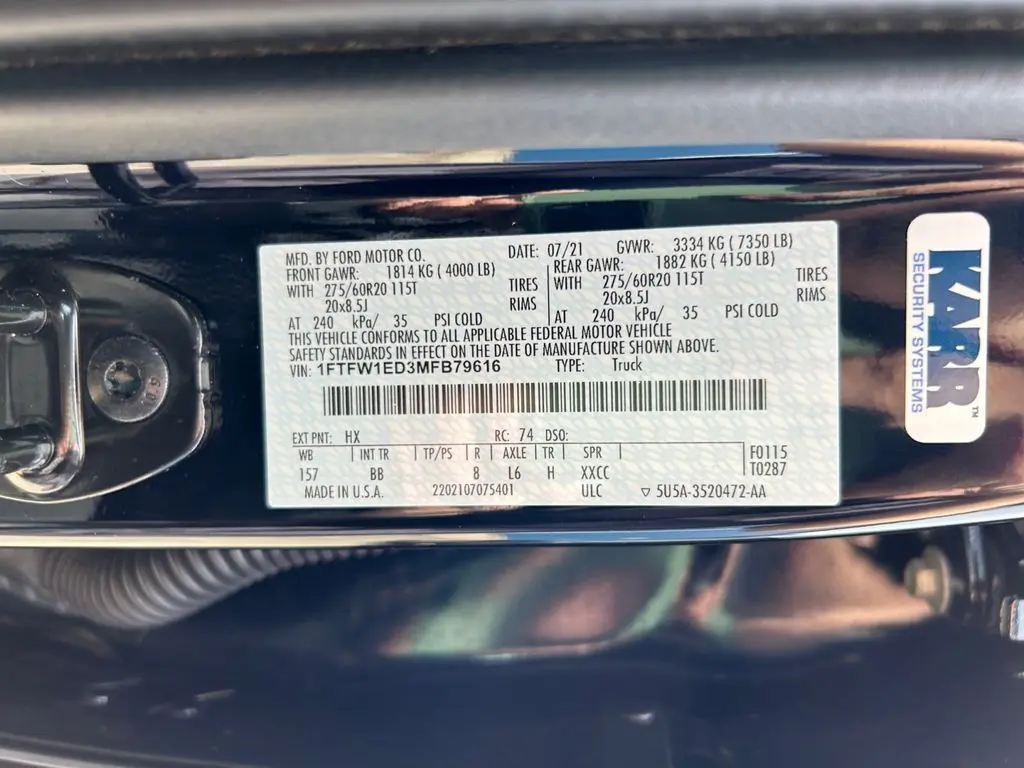 MFD. BY FORD MOTOR CO. DATE: 07/21 GVWR: 3334 KG ( 7350 LB)
FRONT GAWR: 1814 KG ( 4000 LB) REAR GAWR: 1882 KG ( 4150 LB)
WITH 275/60R20 115T TIRES WITH 275/60R20 115T TIRES
20x8.5J RIMS 20x8.5J RIMS
AT 240 kPa/ 35 PSI COLD AT 240 kPa/ 35 PSI COLD
THIS VEHICLE CONFORMS TO ALL APPLICABLE FEDERAL MOTOR VEHICLE
SAFETY STANDARDS IN EFFECT ON THE DATE OF MANUFACTURE SHOWN ABOVE.
VIN: 1FTFW1ED3MFB79616 TYPE: Truck
EXT PNT: HX RC: 74 DSO:
WB INT TR TP/PS R AXLE TR SPR F0115
157 BB 8 L6 H XXCC T0287
MADE IN U.S.A. 2202107075401 ULC ▽ 5U5A-3520472-AA
KARR™
SECURITY SYSTEMS